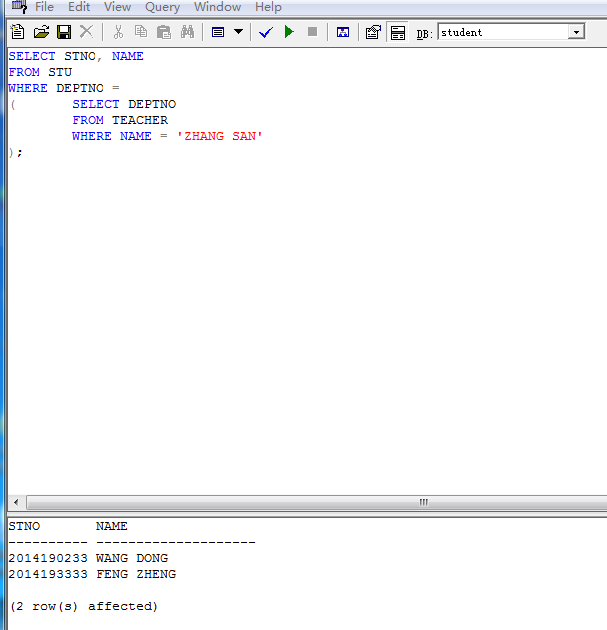 File Edit View Query Window Help
DB: student
SELECT STNO, NAME
FROM STU
WHERE DEPTNO =
( SELECT DEPTNO
FROM TEACHER
WHERE NAME = 'ZHANG SAN'
);
STNO NAME
---------- --------------------
2014190233 WANG DONG
2014193333 FENG ZHENG
(2 row(s) affected)